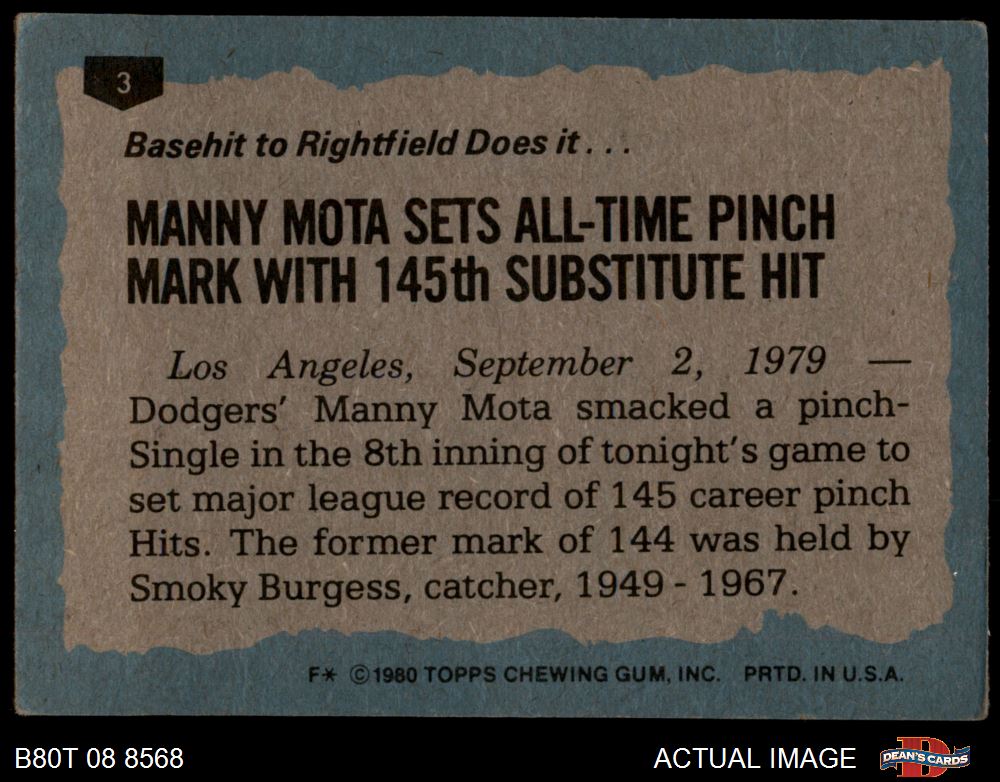 3
Basehit to Rightfield Does it...
MANNY MOTA SETS ALL-TIME PINCH
MARK WITH 145th SUBSTITUTE HIT
Los Angeles, September 2, 1979 —
Dodgers' Manny Mota smacked a pinch-
Single in the 8th inning of tonight's game to
set major league record of 145 career pinch
Hits. The former mark of 144 was held by
Smoky Burgess, catcher, 1949 - 1967.
F* ©1980 TOPPS CHEWING GUM, INC. PRTD. IN U.S.A.
B80T 08 8568 ACTUAL IMAGE DEAN'S CARDS